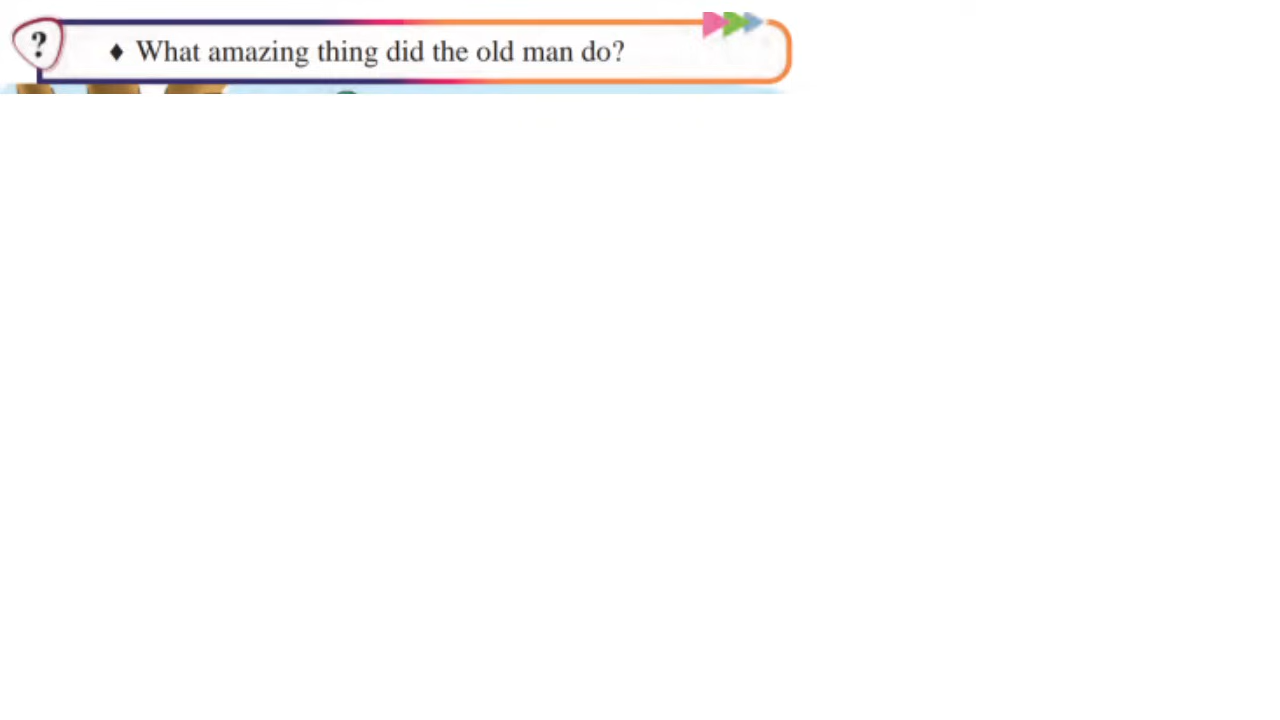 ?
♦ What amazing thing did the old man do?